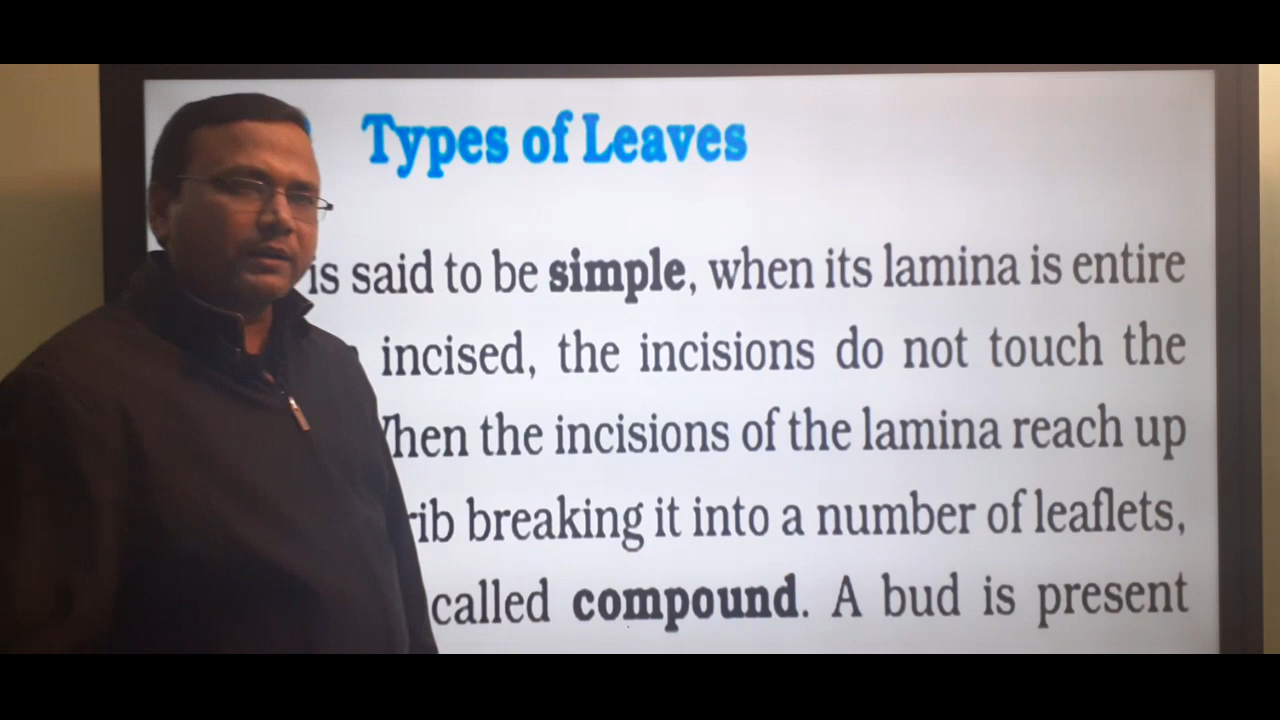 Types of Leaves
is said to be simple, when its lamina is entire
incised, the incisions do not touch the
the incisions of the lamina reach up
breaking it into a number of leaflets,
called compound. A bud is present